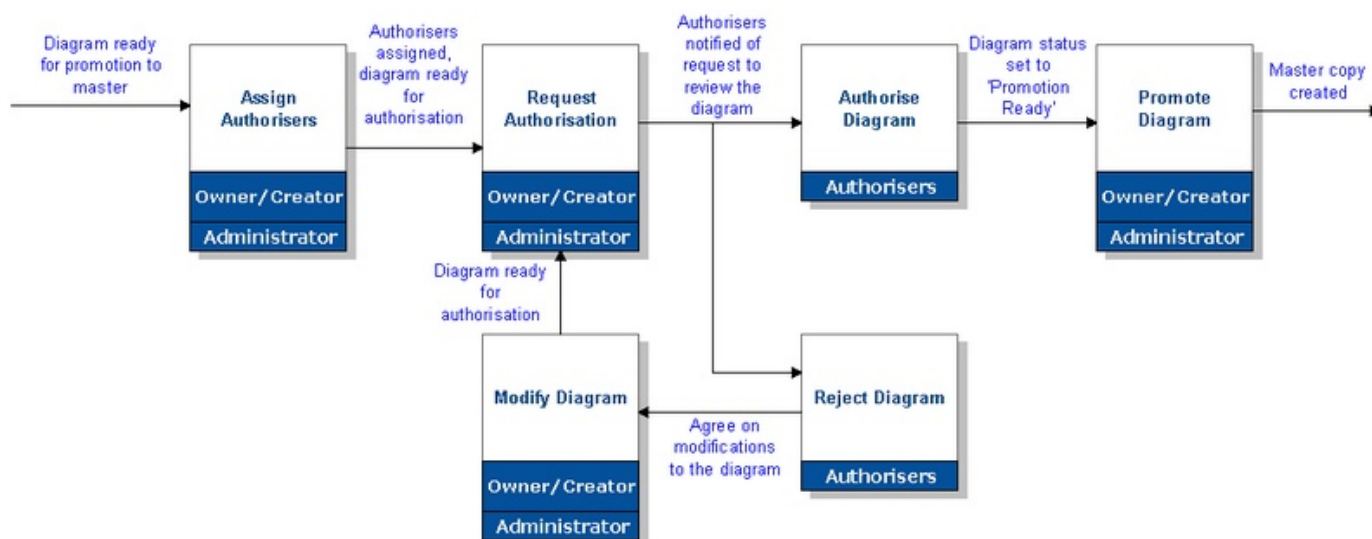 Diagram ready
for promotion to
master
Assign
Authorisers
Owner/Creator
Administrator
Authorisers
assigned,
diagram ready
for
authorisation
Request
Authorisation
Owner/Creator
Administrator
Authorisers
notified of
request to
review the
diagram
Authorise
Diagram
Authorisers
Diagram status
set to
'Promotion
Ready'
Promote
Diagram
Owner/Creator
Administrator
Master copy
created
Diagram ready
for
authorisation
Modify Diagram
Owner/Creator
Administrator
Agree on
modifications
to the diagram
Reject Diagram
Authorisers